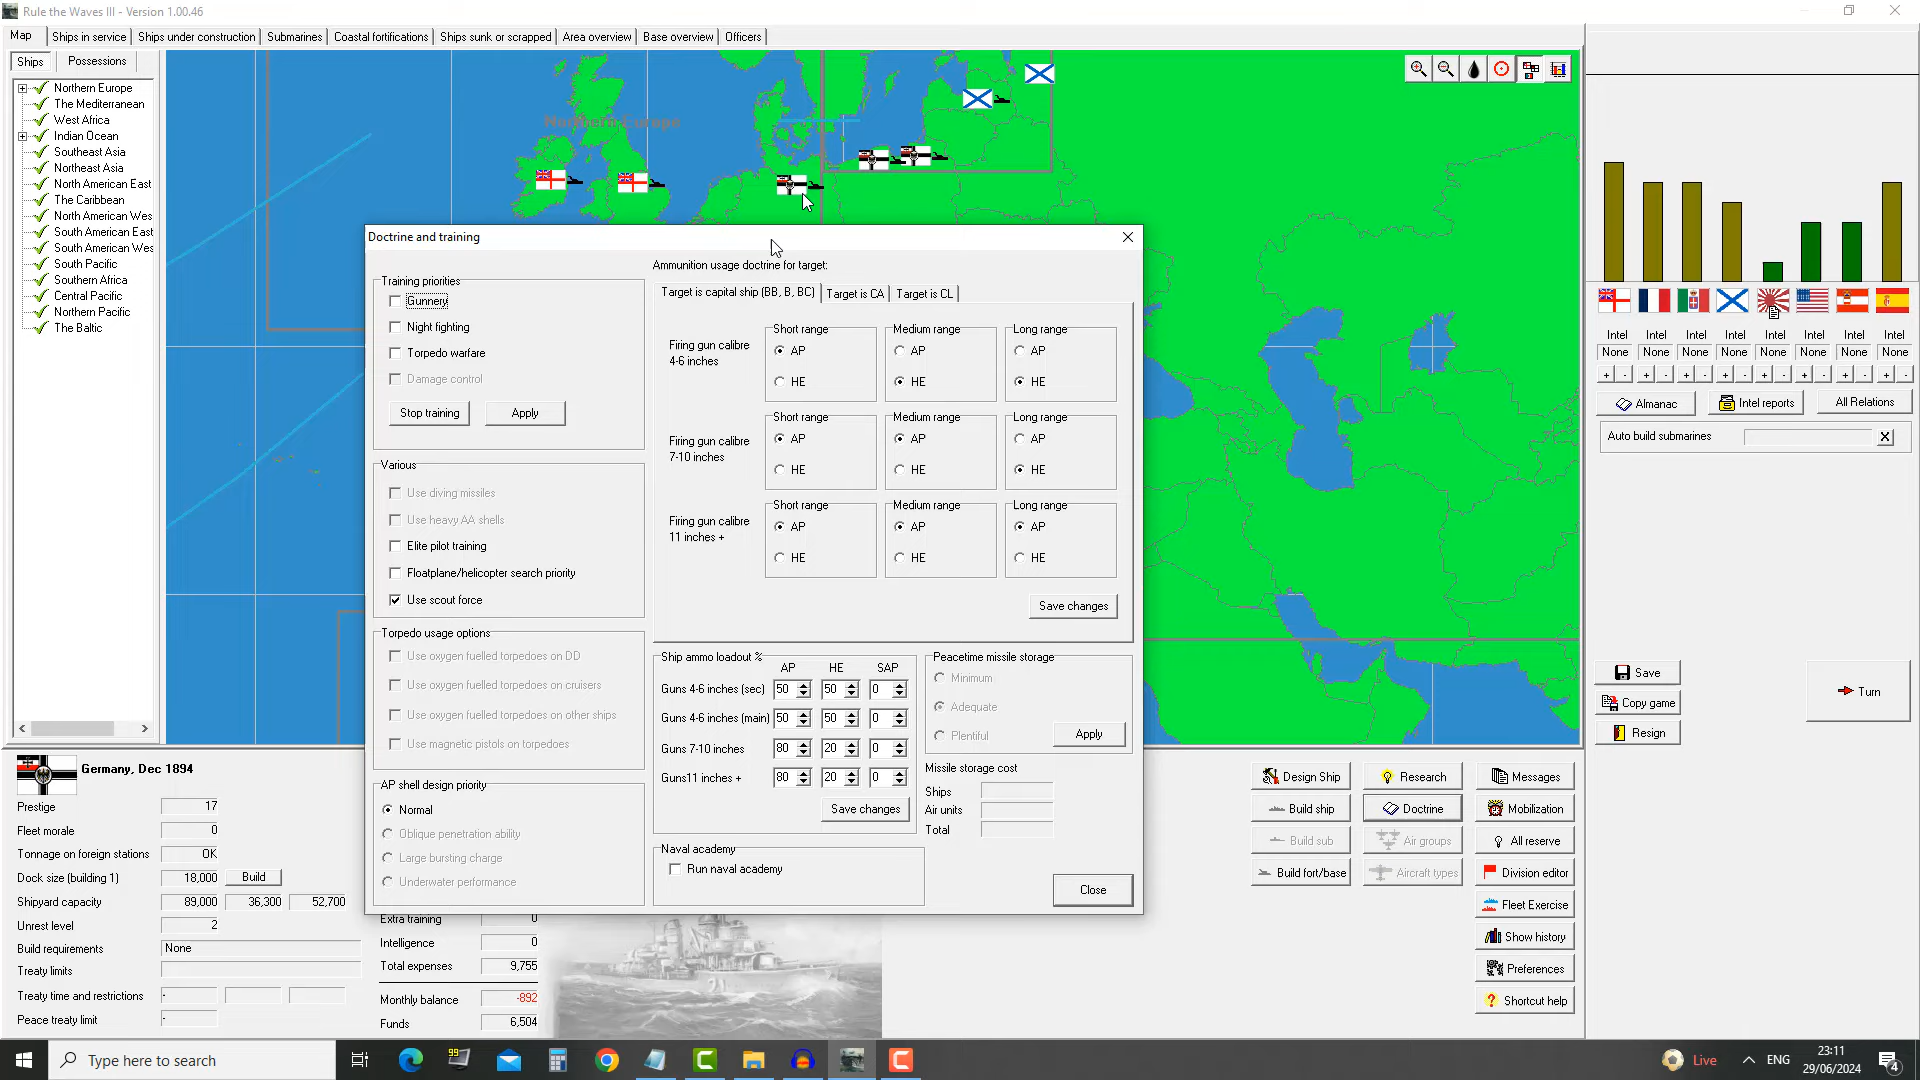 Rule the Waves III - Version 1.00.46
Map
Ships in service
Ships under construction
Submarines
Coastal fortifications
Ships sunk or scrapped
Area overview
Base overview
Officers
Ships
Possessions
Northern Europe
The Mediterranean
West Africa
Indian Ocean
Southeast Asia
Northeast Asia
North American East
The Caribbean
North American Wes
South American East
South American Wes
South Pacific
Southern Africa
Central Pacific
Northern Pacific
The Baltic
Northern Europe
Doctrine and training
Training priorities
Gunnery
Night fighting
Torpedo warfare
Damage control
Stop training
Apply
Various
Use diving missiles
Use heavy AA shells
Elite pilot training
Floatplane/helicopter search priority
Use scout force
Torpedo usage options
Use oxygen fuelled torpedoes on DD
Use oxygen fuelled torpedoes on cruisers
Use oxygen fuelled torpedoes on other ships
Use magnetic pistols on torpedoes
AP shell design priority
Normal
Oblique penetration ability
Large bursting charge
Underwater performance
Ammunition usage doctrine for target:
Target is capital ship (BB, B, BC)
Target is CA
Target is CL
Short range
Medium range
Long range
Firing gun calibre
4-6 inches
AP
AP
AP
HE
HE
HE
Short range
Medium range
Long range
Firing gun calibre
7-10 inches
AP
AP
AP
HE
HE
HE
Short range
Medium range
Long range
Firing gun calibre
11 inches +
AP
AP
AP
HE
HE
HE
Save changes
Ship ammo loadout %
AP HE SAP
Guns 4-6 inches (sec) 50 50 0
Guns 4-6 inches (main) 50 50 0
Guns 7-10 inches 80 20 0
Guns11 inches + 80 20 0
Save changes
Peacetime missile storage
Minimum
Adequate
Plentiful
Apply
Missile storage cost
Ships
Air units
Total
Naval academy
Run naval academy
Close
Intel Intel Intel Intel Intel Intel Intel Intel
None None None None None None None None
+ - + - + - + - + - + - + - + -
Almanac
Intel reports
All Relations
Auto build submarines
X
Save
Copy game
Resign
Turn
Germany, Dec 1894
Prestige 17
Fleet morale 0
Tonnage on foreign stations OK
Dock size (building 1) 18,000 Build
Shipyard capacity 89,000 36,300 52,700
Unrest level 2
Build requirements None
Treaty limits
Treaty time and restrictions -
Peace treaty limit -
Extra training 0
Intelligence 0
Total expenses 9,755
Monthly balance -892
Funds 6,504
Design Ship
Research
Messages
Build ship
Doctrine
Mobilization
Build sub
Air groups
All reserve
Build fort/base
Aircraft types
Division editor
Fleet Exercise
Show history
Preferences
Shortcut help
Type here to search
99
Live
ENG
23:11
29/06/2024
4